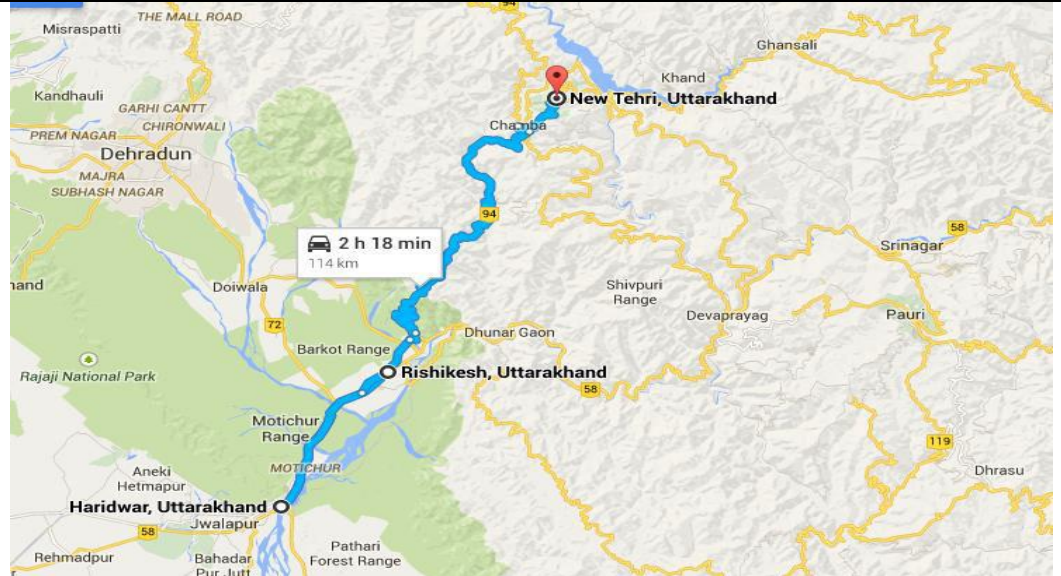 94
THE MALL ROAD
Misraspatti
Ghansali
Khand
Kandhauli
New Tehri, Uttarakhand
GARHI CANTT
CHIRONWALI
Chamba
PREM NAGAR
Dehradun
MAJRA
SUBHASH NAGAR
94
58
2 h 18 min
114 km
Srinagar
nand
Doiwala
Shivpuri
Range
Devaprayag
Pauri
72
Dhunar Gaon
Barkot Range
Rajaji National Park
Rishikesh, Uttarakhand
58
Motichur
Range
119
MOTICHUR
Aneki
Hetmapur
Dhrasu
Haridwar, Uttarakhand
Jwalapur
58
Rehmadpur
Bahadar
Pur Jutt
Pathari
Forest Range